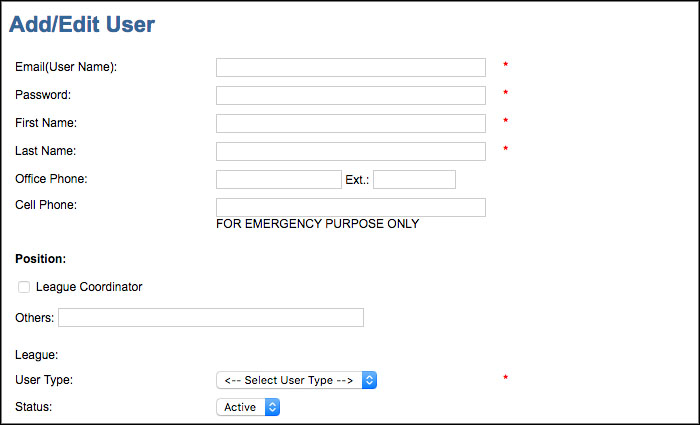 Add/Edit User
Email(User Name): *
Password: *
First Name: *
Last Name: *
Office Phone: Ext.:
Cell Phone:
FOR EMERGENCY PURPOSE ONLY
Position:
League Coordinator
Others:
League:
User Type: <-- Select User Type --> *
Status: Active